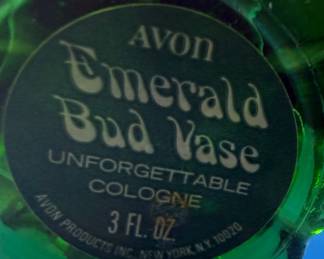 AVON
Emerald
Bud Vase
UNFORGETTABLE
COLOGNE
3 FL. OZ.
AVON PRODUCTS INC. NEW YORK, N.Y. 10020